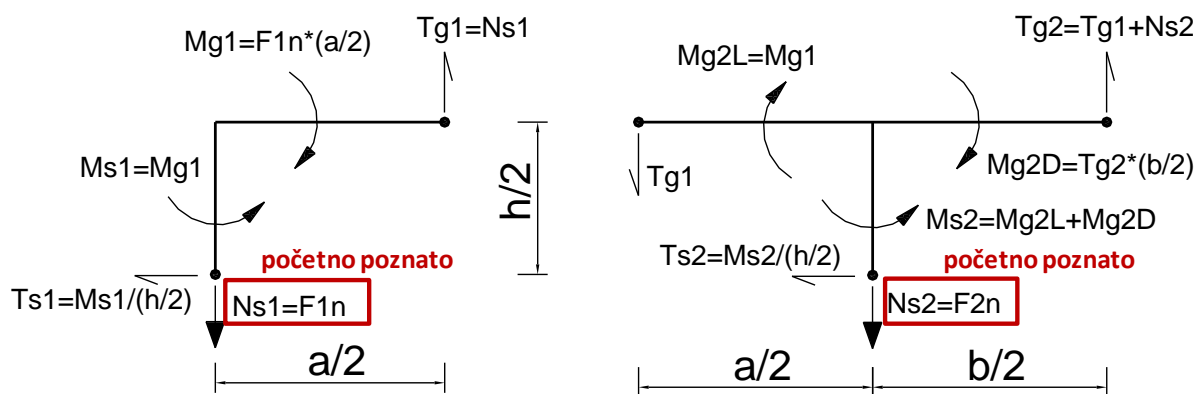 Mg1=F1n*(a/2)
Tg1=Ns1
Ms1=Mg1
h/2
početno poznato
Ts1=Ms1/(h/2)
Ns1=F1n
a/2
Mg2L=Mg1
Tg2=Tg1+Ns2
Tg1
Mg2D=Tg2*(b/2)
Ms2=Mg2L+Mg2D
Ts2=Ms2/(h/2)
početno poznato
Ns2=F2n
a/2
b/2